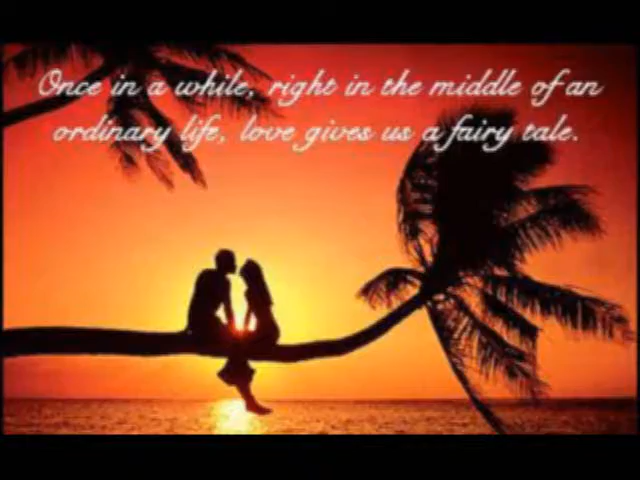 Once in a while, right in the middle of an
ordinary life, love gives us a fairy tale.